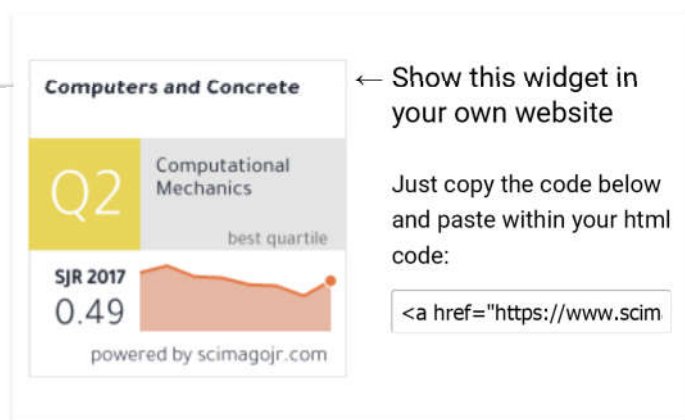 Computers and Concrete
Q2
Computational
Mechanics
best quartile
SJR 2017
0.49
powered by scimagojr.com
← Show this widget in
your own website
Just copy the code below
and paste within your html
code:
<a href="https://www.scim